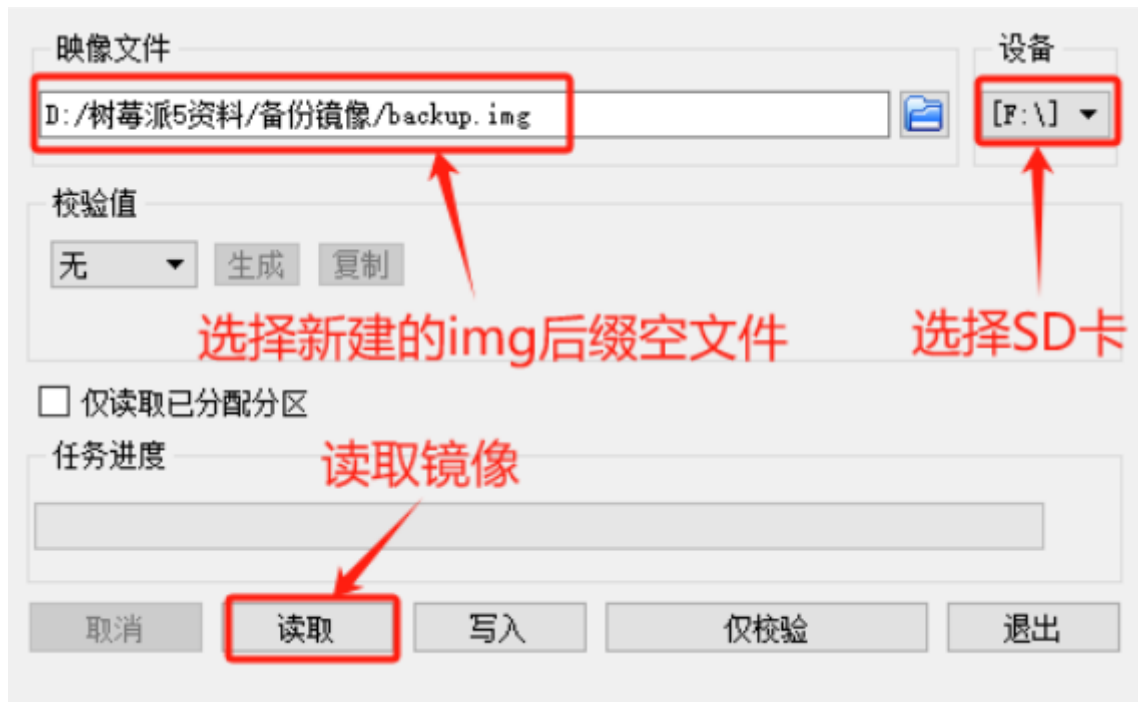 映像文件
设备
D:/树莓派5资料/备份镜像/backup.img
[F:\]
校验值
无
生成
复制
选择新建的img后缀空文件
选择SD卡
仅读取已分配分区
任务进度
读取镜像
取消
读取
写入
仅校验
退出